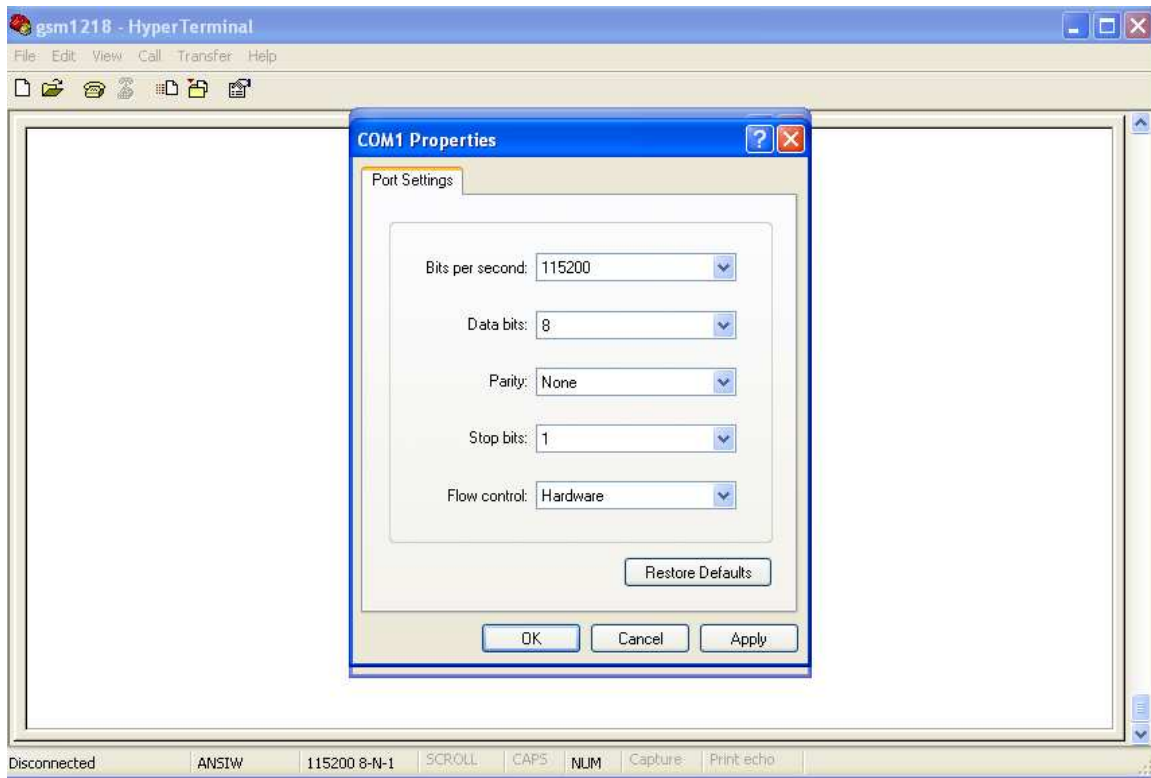 gsm1218 - HyperTerminal
File Edit View Call Transfer Help
COM1 Properties
Port Settings
Bits per second: 115200
Data bits: 8
Parity: None
Stop bits: 1
Flow control: Hardware
Restore Defaults
OK Cancel Apply
Disconnected ANSIW 115200 8-N-1 SCROLL CAPS NUM Capture Print echo